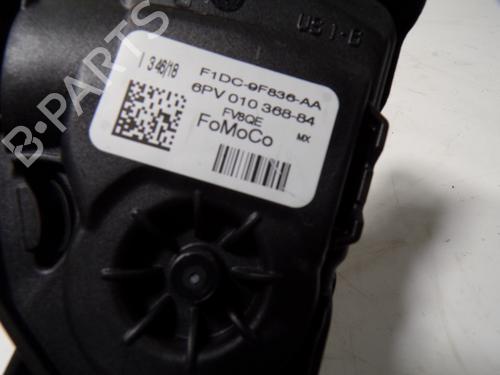 US 1-B
I 346/18
F1DC-9F836-AA
6PV 010 368-84
FV8QE
FoMoCo MX
B-PARTS